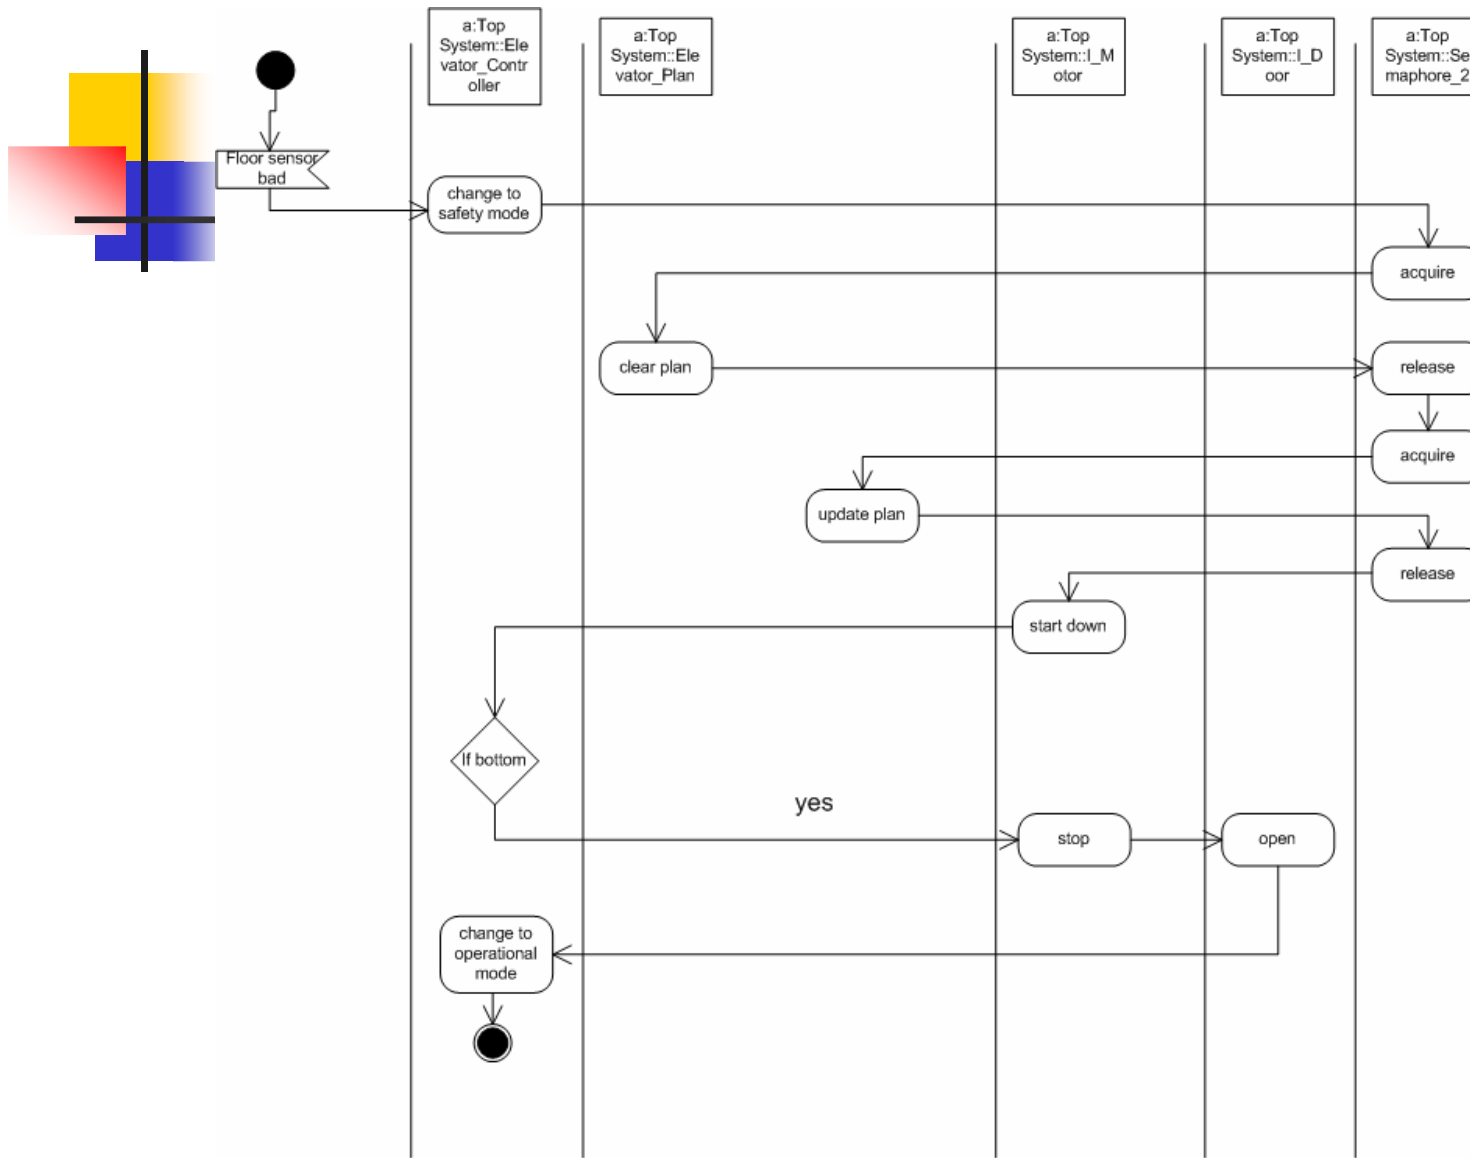 a:Top
System::Ele
vator_Contr
oller
a:Top
System::Ele
vator_Plan
a:Top
System::I_M
otor
a:Top
System::I_D
oor
a:Top
System::Se
maphore_2
Floor sensor
bad
change to
safety mode
acquire
clear plan
release
acquire
update plan
release
start down
If bottom
yes
stop
open
change to
operational
mode